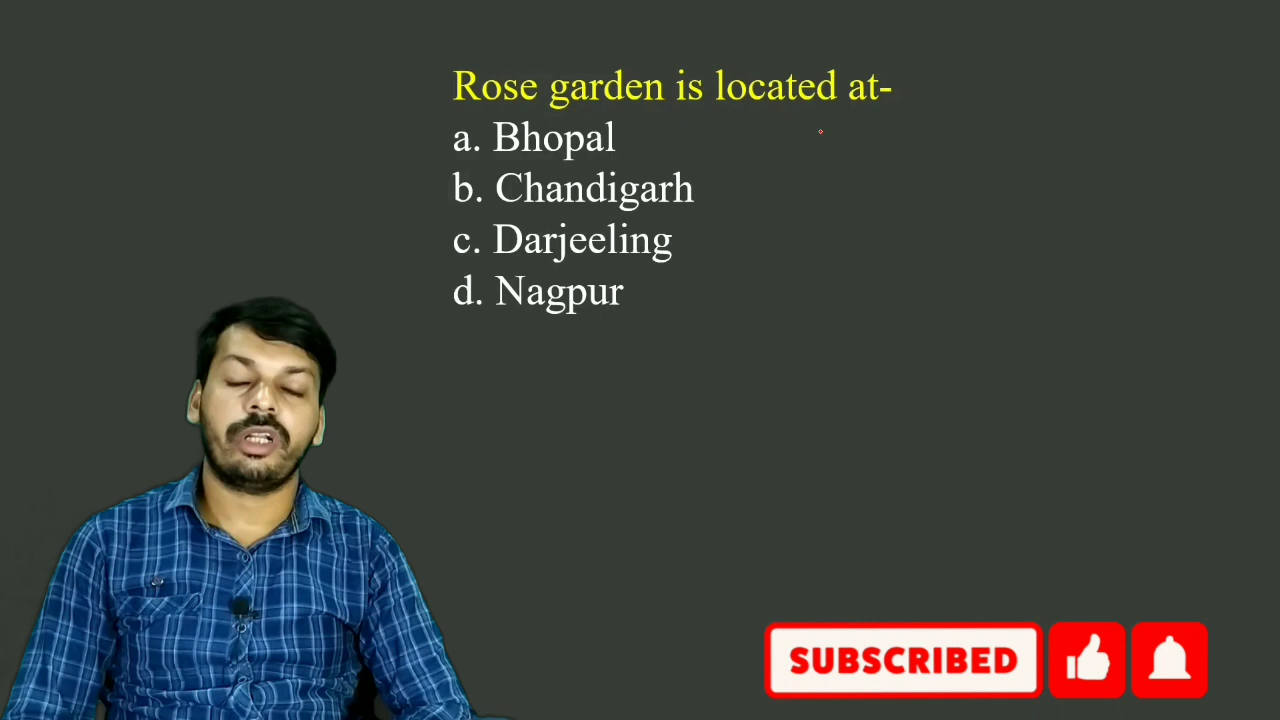 Rose garden is located at-
a. Bhopal
b. Chandigarh
c. Darjeeling
d. Nagpur
SUBSCRIBED